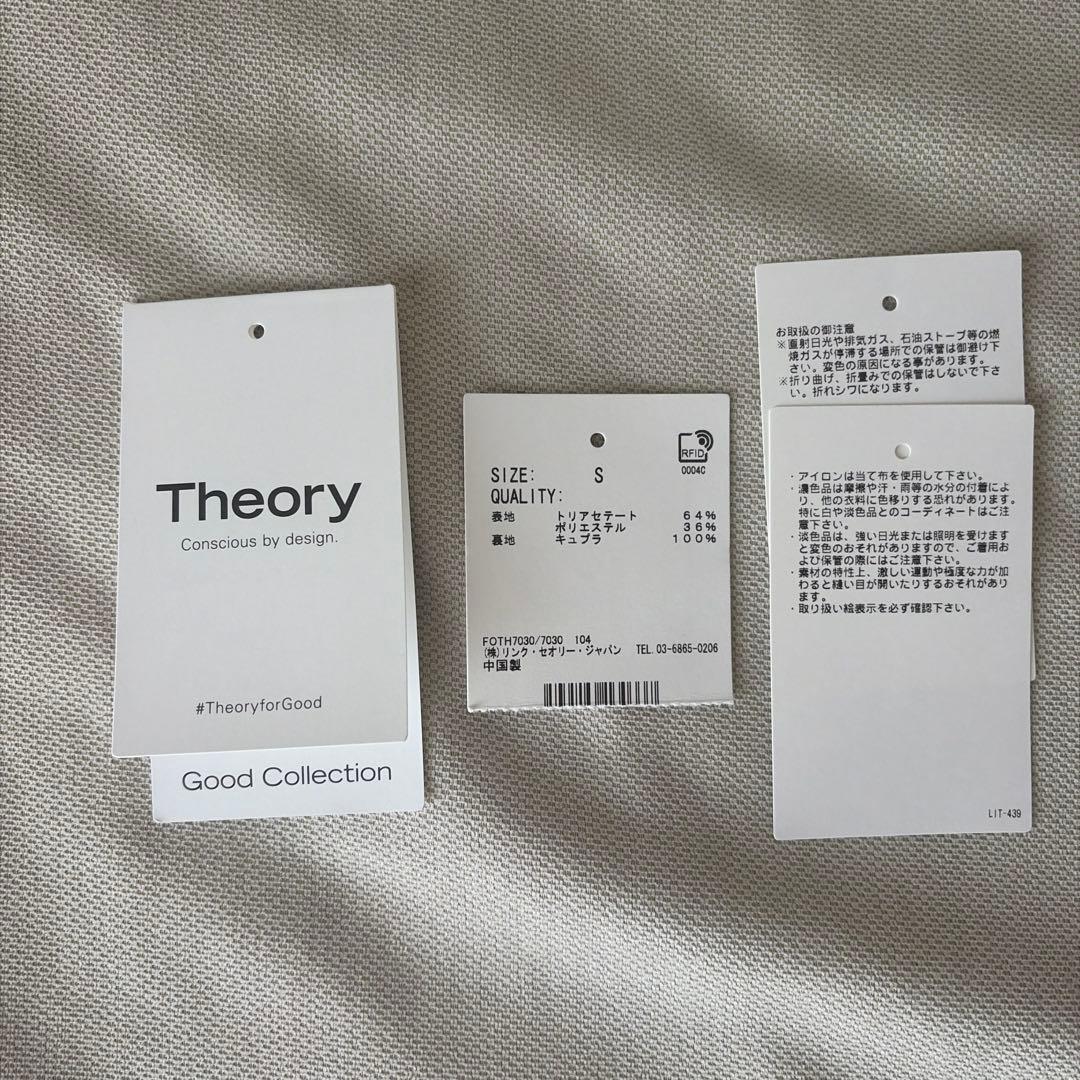 Theory
Conscious by design.
#TheoryforGood
Good Collection
RFID
0004C
SIZE: S
QUALITY:
表地 トリアセテート 64%
ポリエステル 36%
裏地 キュプラ 100%
FOTH7030/7030 104
(株)リンク・セオリー・ジャパン TEL.03-6865-0206
中国製
お取扱の御注意
※直射日光や排気ガス、石油ストーブ等の燃
焼ガスが停滞する場所での保管は御避け下
さい。変色の原因になる事があります。
※折り曲げ、折畳みでの保管はしないで下さ
い。折れシワになります。
・アイロンは当て布を使用して下さい。
・濃色品は摩擦や汗・雨等の水分の付着によ
り、他の衣料に色移りする恐れがあります。
特に白や淡色品とのコーディネートはご注
意下さい。
・淡色品は、強い日光または照明を受けます
と変色のおそれがありますので、ご着用お
よび保管の際にはご注意下さい。
・素材の特性上、激しい運動や極度な力が加
わると縫い目が開いたりするおそれがあり
ます。
・取り扱い絵表示を必ず確認下さい。
LIT-439